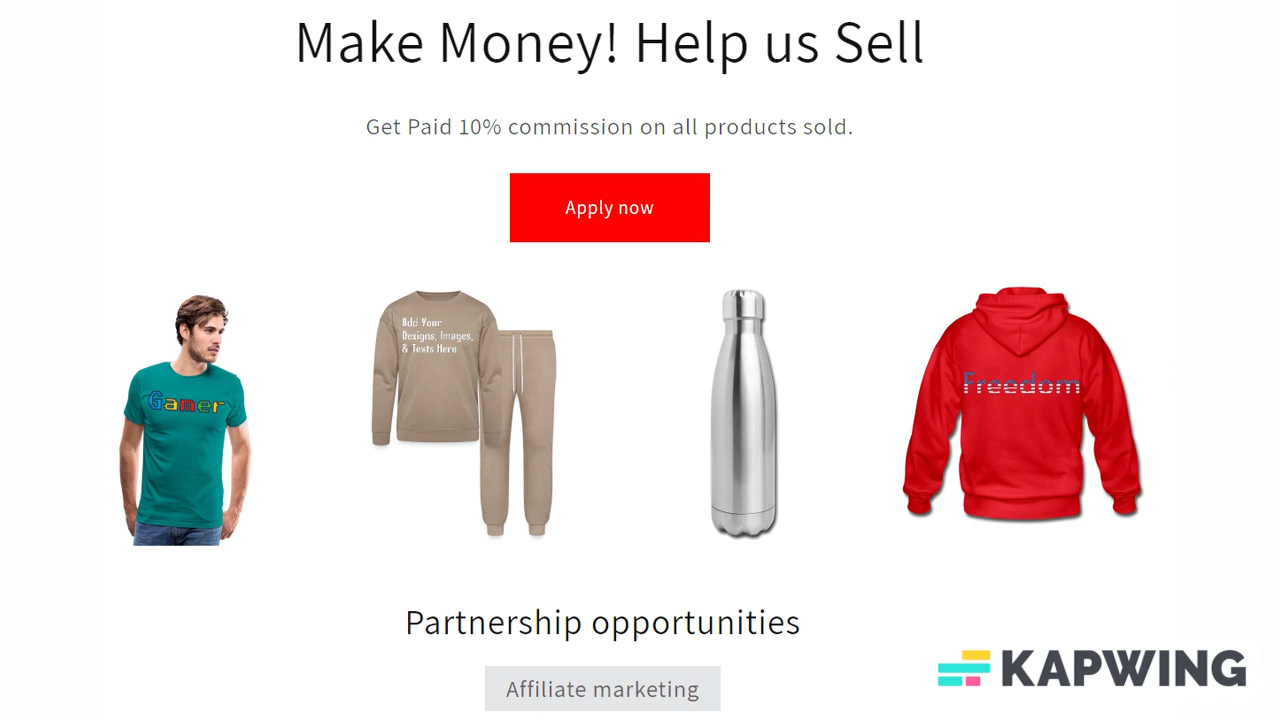 Make Money! Help us Sell
Get Paid 10% commission on all products sold.
Apply now
Gamer
Add Your
Designs, Images,
& Texts Here
Freedom
Partnership opportunities
Affiliate marketing
KAPWING